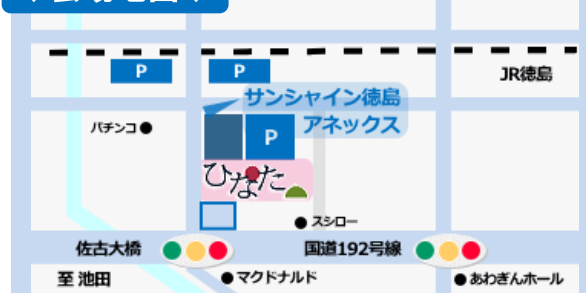 P
P
JR徳島
サンシャイン徳島
アネックス
パチンコ
P
ひなた
スシロー
佐古大橋
国道192号線
至 池田
マクドナルド
あわぎんホール